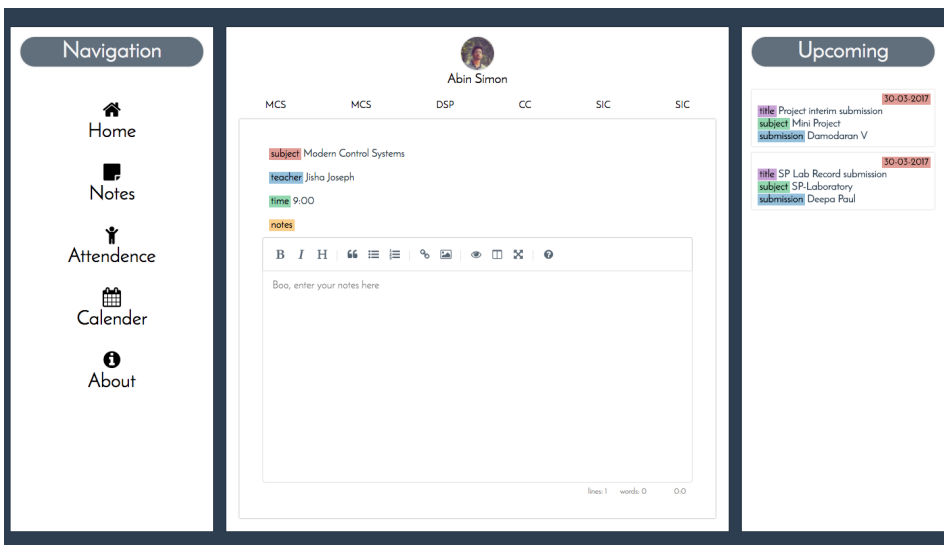 Navigation
Home
Notes
Attendence
Calender
About
Abin Simon
MCS MCS DSP CC SIC SIC
subject Modern Control Systems
teacher Jisha Joseph
time 9:00
notes
B I H
Boo, enter your notes here
lines: 1 words: 0 0:0
Upcoming
30-03-2017
title Project interim submission
subject Mini Project
submission Damodaran V
30-03-2017
title SP Lab Record submission
subject SP-Laboratory
submission Deepa Paul